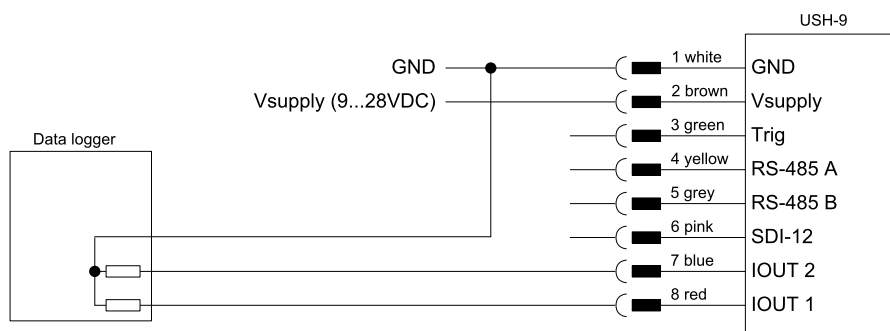 USH-9
GND
1 white
GND
Vsupply (9...28VDC)
2 brown
Vsupply
3 green
Trig
Data logger
4 yellow
RS-485 A
5 grey
RS-485 B
6 pink
SDI-12
7 blue
IOUT 2
8 red
IOUT 1